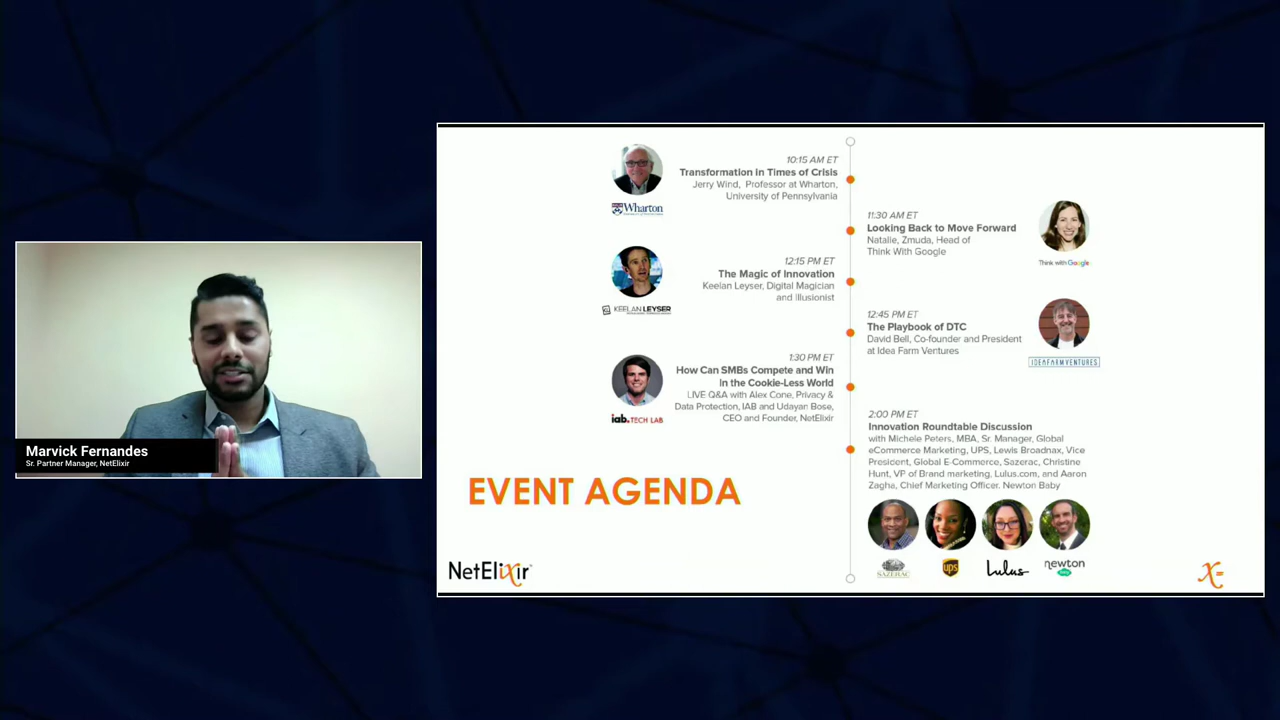 Marvick Fernandes
Sr. Partner Manager, NetElixir
10:15 AM ET
Transformation in Times of Crisis
Jerry Wind, Professor at Wharton,
University of Pennsylvania
Wharton
11:30 AM ET
Looking Back to Move Forward
Natalie, Zmuda, Head of
Think With Google
Think with Google
12:15 PM ET
The Magic of Innovation
Keelan Leyser, Digital Magician
and Illusionist
KEELAN LEYSER
12:45 PM ET
The Playbook of DTC
David Bell, Co-founder and President
at Idea Farm Ventures
IDEAFARMVENTURES
1:30 PM ET
How Can SMBs Compete and Win
In the Cookie-Less World
LIVE Q&A with Alex Cone, Privacy &
Data Protection, IAB and Udayan Bose,
CEO and Founder, NetElixir
iab.TECH LAB
2:00 PM ET
Innovation Roundtable Discussion
with Michele Peters, MBA, Sr. Manager, Global
eCommerce Marketing, UPS, Lewis Broadnax, Vice
President, Global E-Commerce, Sazerac, Christine
Hunt, VP of Brand marketing, Lulus.com, and Aaron
Zagha, Chief Marketing Officer, Newton Baby
SAZERAC
ups
Lulus
newton
EVENT AGENDA
NetElixir
X=